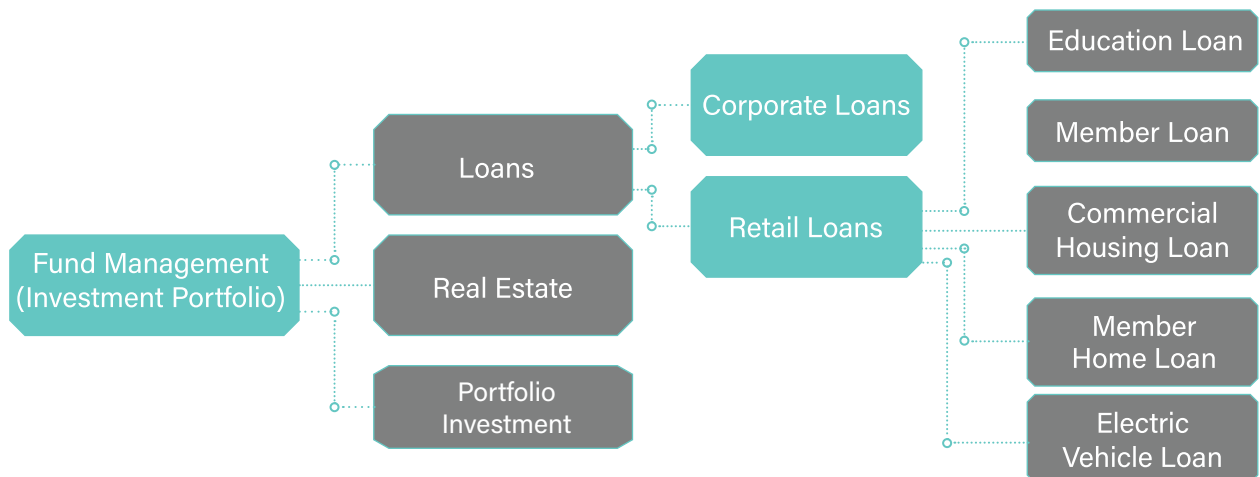 Fund Management
(Investment Portfolio)
Loans
Real Estate
Portfolio
Investment
Corporate Loans
Retail Loans
Education Loan
Member Loan
Commercial
Housing Loan
Member
Home Loan
Electric
Vehicle Loan